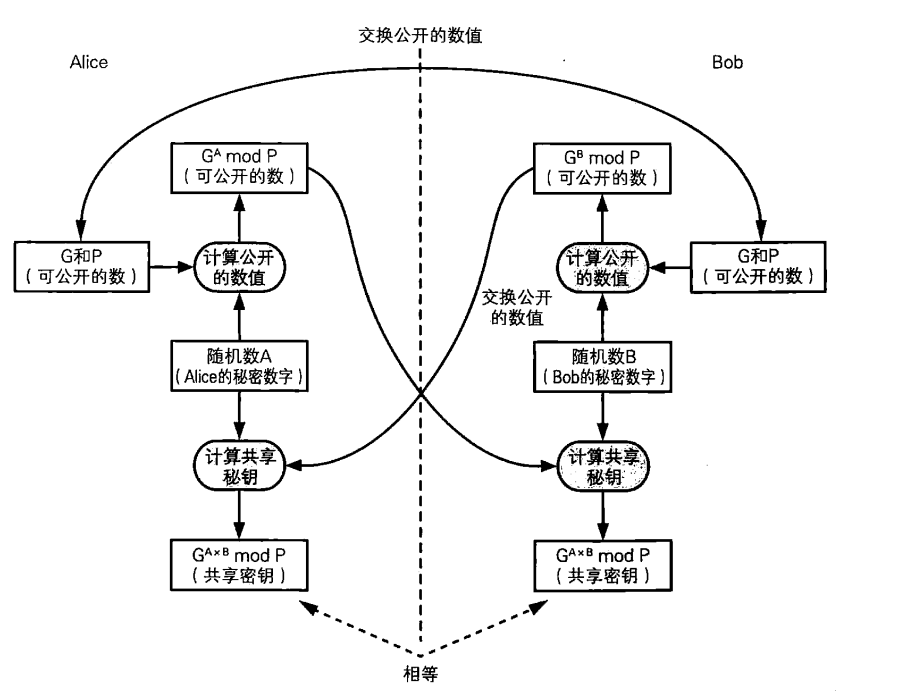 交换公开的数值
Alice
Bob
G^A mod P
（可公开的数）
G^B mod P
（可公开的数）
G和P
（可公开的数）
计算公开
的数值
计算公开
的数值
G和P
（可公开的数）
交换公开
的数值
随机数A
（Alice的秘密数字）
随机数B
（Bob的秘密数字）
计算共享
秘钥
计算共享
秘钥
G^A×B mod P
（共享密钥）
G^A×B mod P
（共享密钥）
相等